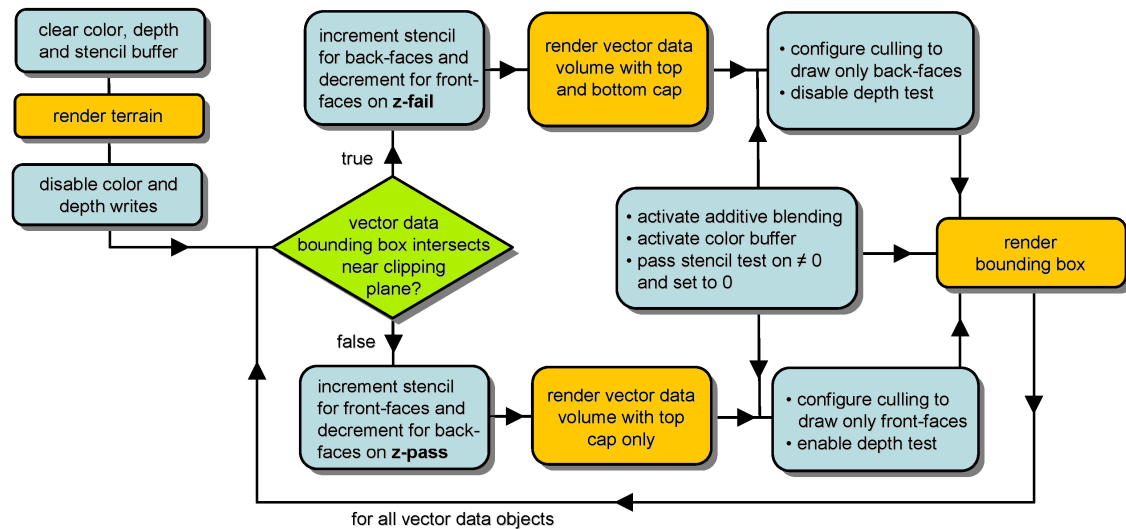 clear color, depth
and stencil buffer
render terrain
disable color and
depth writes
increment stencil
for back-faces and
decrement for front-
faces on z-fail
render vector data
volume with top
and bottom cap
• configure culling to
draw only back-faces
• disable depth test
true
vector data
bounding box intersects
near clipping
plane?
false
• activate additive blending
• activate color buffer
• pass stencil test on ≠ 0
and set to 0
render
bounding box
increment stencil
for front-faces and
decrement for back-
faces on z-pass
render vector data
volume with top
cap only
• configure culling to
draw only front-faces
• enable depth test
for all vector data objects